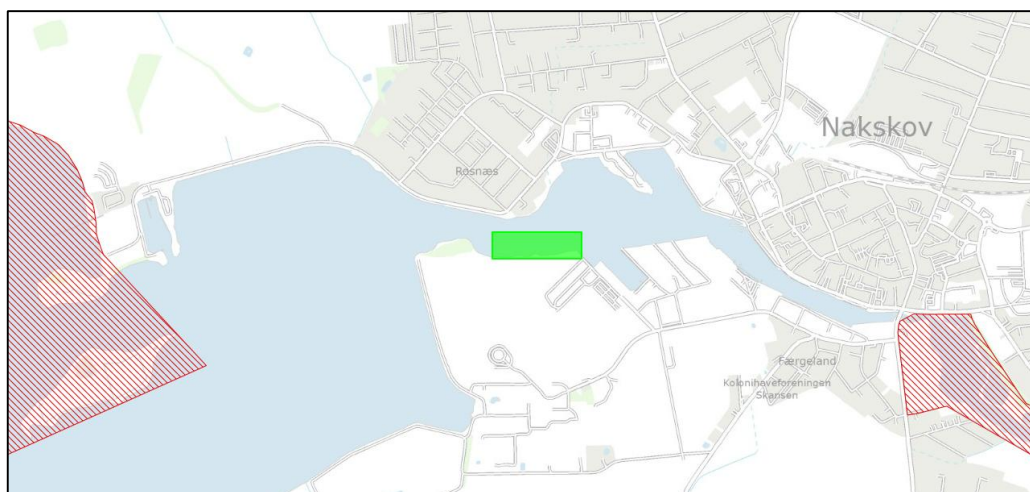 Nakskov
Rosnæs
Færgeland
Kolonihaveforeningen
Skansen